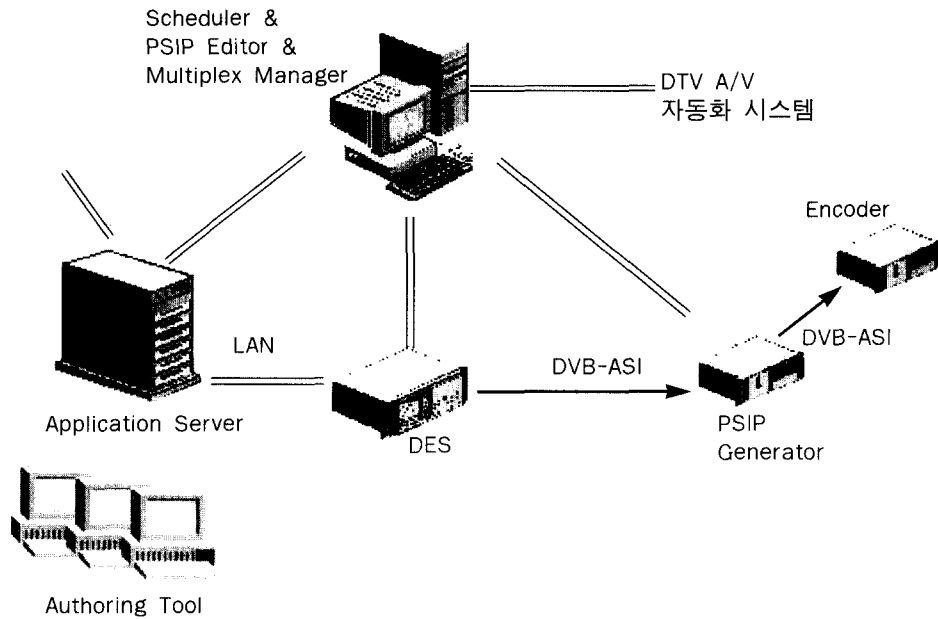 Scheduler &
PSIP Editor &
Multiplex Manager
DTV A/V
자동화 시스템
Encoder
LAN
DVB-ASI
DVB-ASI
Application Server
DES
PSIP
Generator
Authoring Tool